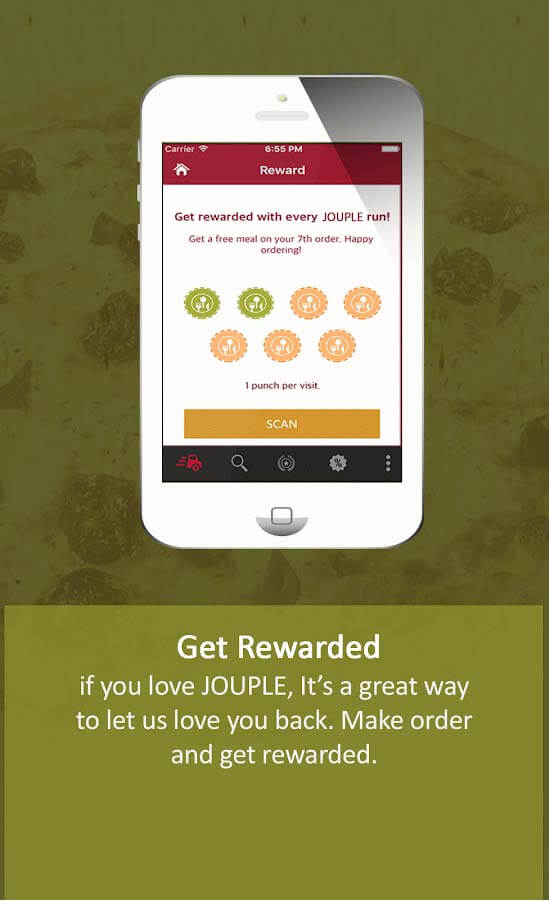 Carrier 6:55 PM
Reward
Get rewarded with every JOUPLE run!
Get a free meal on your 7th order. Happy
ordering!
1 punch per visit.
SCAN
%
Get Rewarded
if you love JOUPLE, It’s a great way
to let us love you back. Make order
and get rewarded.